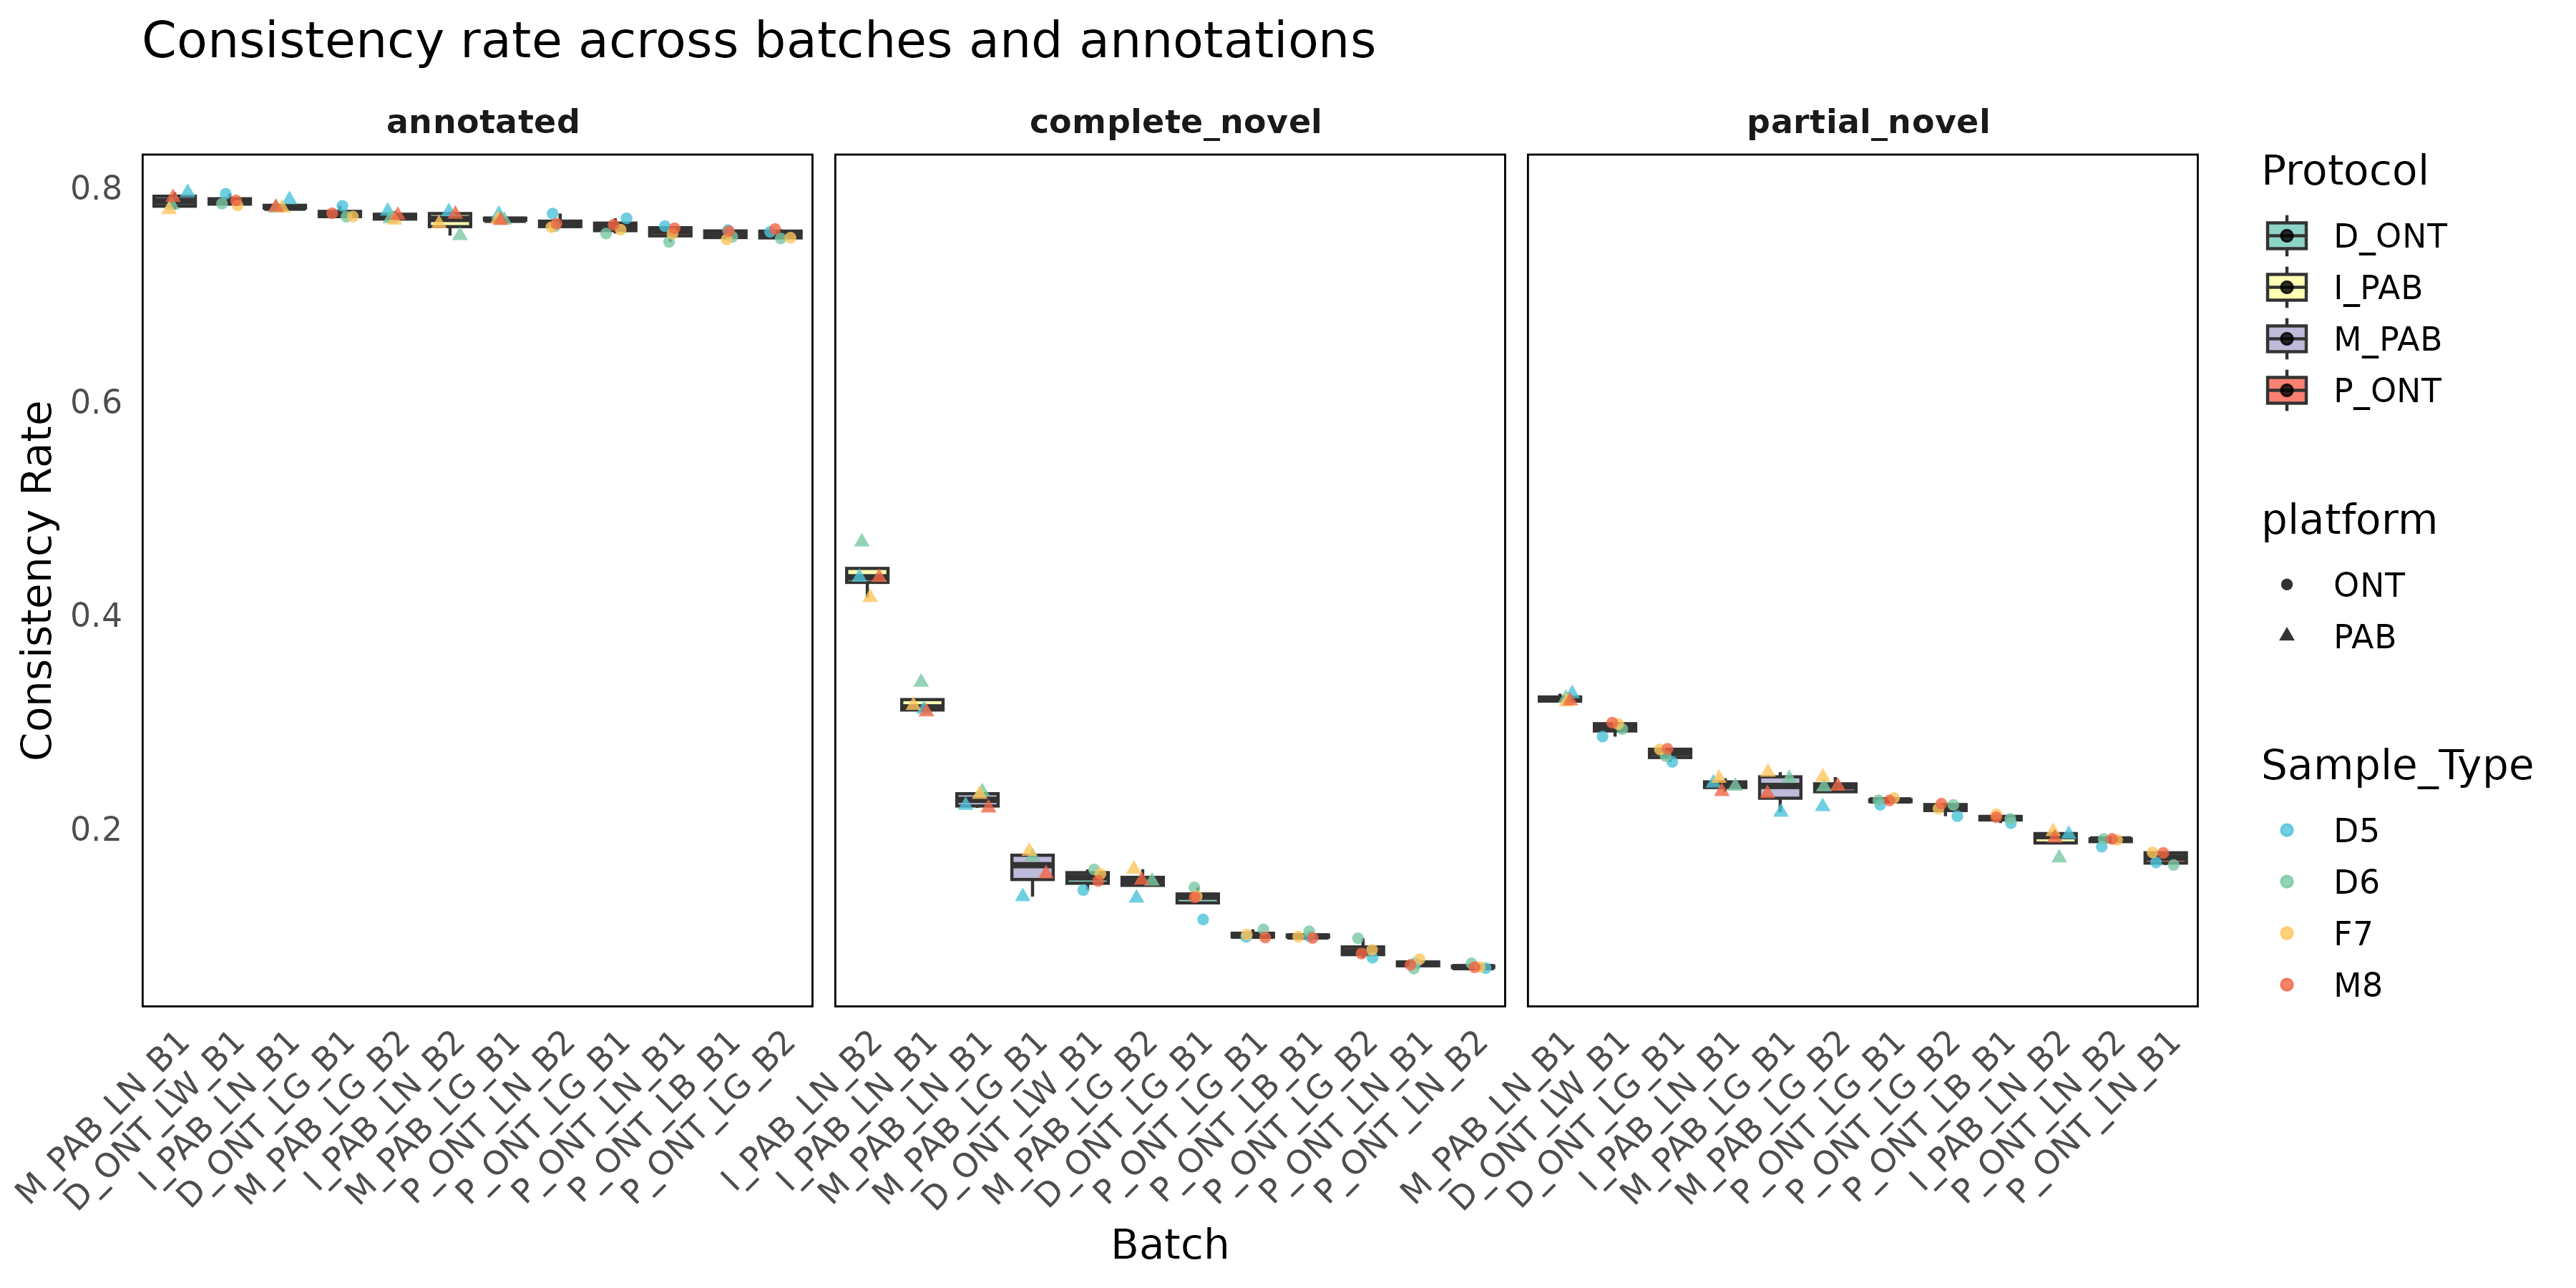 Consistency rate across batches and annotations
annotated
complete_novel
partial_novel
Consistency Rate
0.8
0.6
0.4
0.2
M_PAB_LN_B1
D_ONT_LW_B1
I_PAB_LN_B1
D_ONT_LG_B1
M_PAB_LG_B2
I_PAB_LN_B2
M_PAB_LG_B1
P_ONT_LN_B2
P_ONT_LG_B1
P_ONT_LN_B1
P_ONT_LB_B1
P_ONT_LG_B2
I_PAB_LN_B2
I_PAB_LN_B1
M_PAB_LN_B1
M_PAB_LG_B1
D_ONT_LW_B1
M_PAB_LG_B2
D_ONT_LG_B1
P_ONT_LG_B1
P_ONT_LB_B1
P_ONT_LG_B2
P_ONT_LN_B1
P_ONT_LN_B2
M_PAB_LN_B1
D_ONT_LW_B1
D_ONT_LG_B1
I_PAB_LN_B1
M_PAB_LG_B1
M_PAB_LG_B2
P_ONT_LG_B1
P_ONT_LG_B2
P_ONT_LB_B1
I_PAB_LN_B2
P_ONT_LN_B2
P_ONT_LN_B1
Batch
Protocol
D_ONT
I_PAB
M_PAB
P_ONT
platform
ONT
PAB
Sample_Type
D5
D6
F7
M8